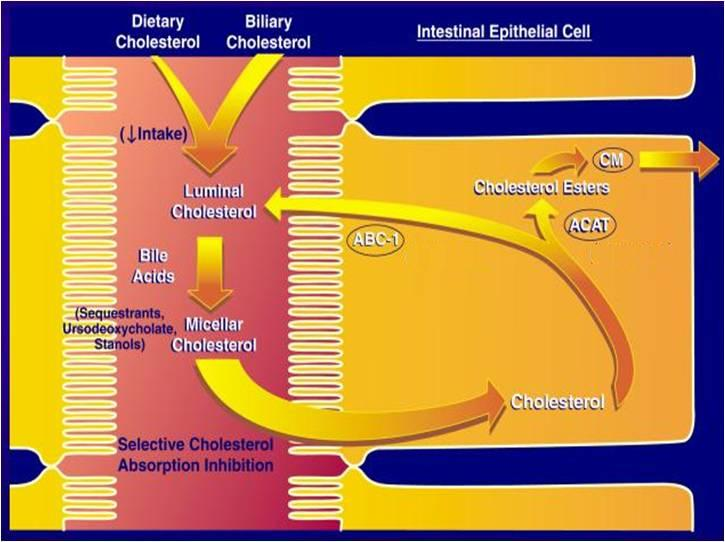 Dietary
Cholesterol
Biliary
Cholesterol
Intestinal Epithelial Cell
(↓Intake)
Luminal
Cholesterol
CM
Cholesterol Esters
ACAT
ABC-1
Bile
Acids
(Sequestrants,
Ursodeoxycholate,
Stanols)
Micellar
Cholesterol
Cholesterol
Selective Cholesterol
Absorption Inhibition